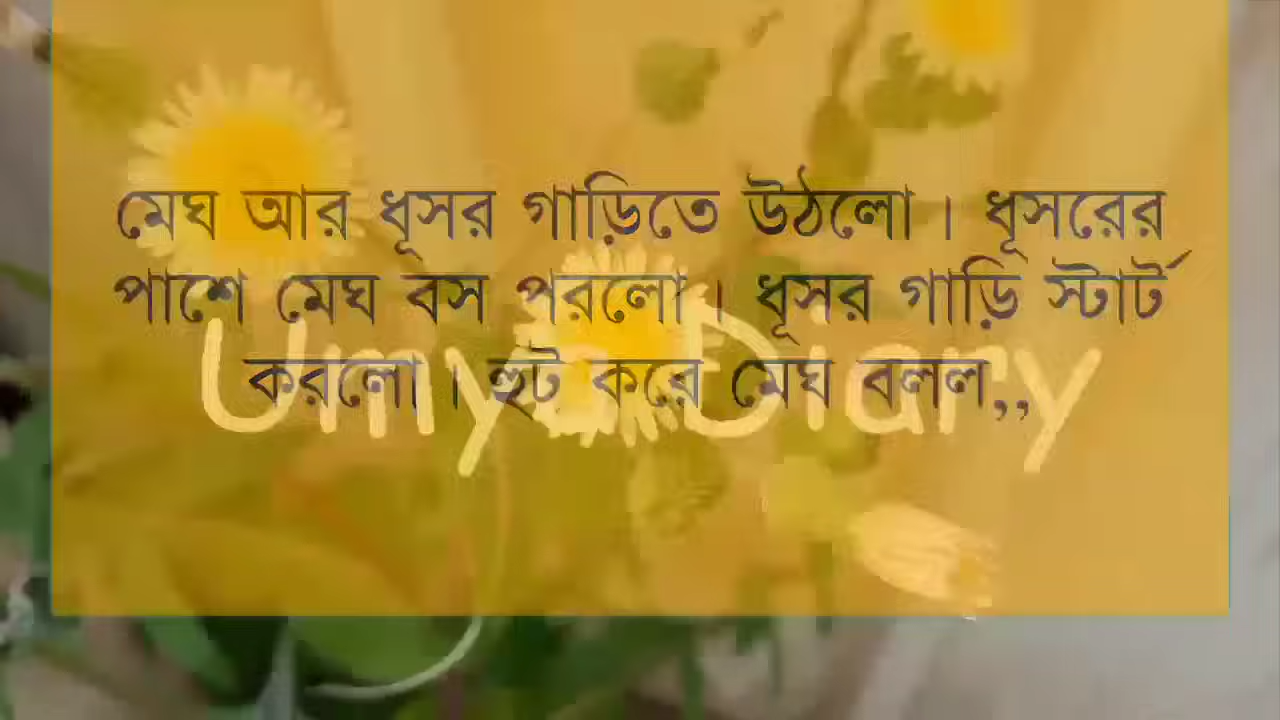 মেঘ আর ধূসর গাড়িতে উঠলো । ধূসরের
পাশে মেঘ বস পরলো । ধূসর গাড়ি স্টার্ট
করলো । হুট করে মেঘ বলল,,
Umya Diary